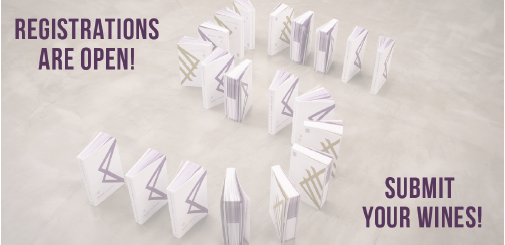 REGISTRATIONS
ARE OPEN!
SUBMIT
YOUR WINES!